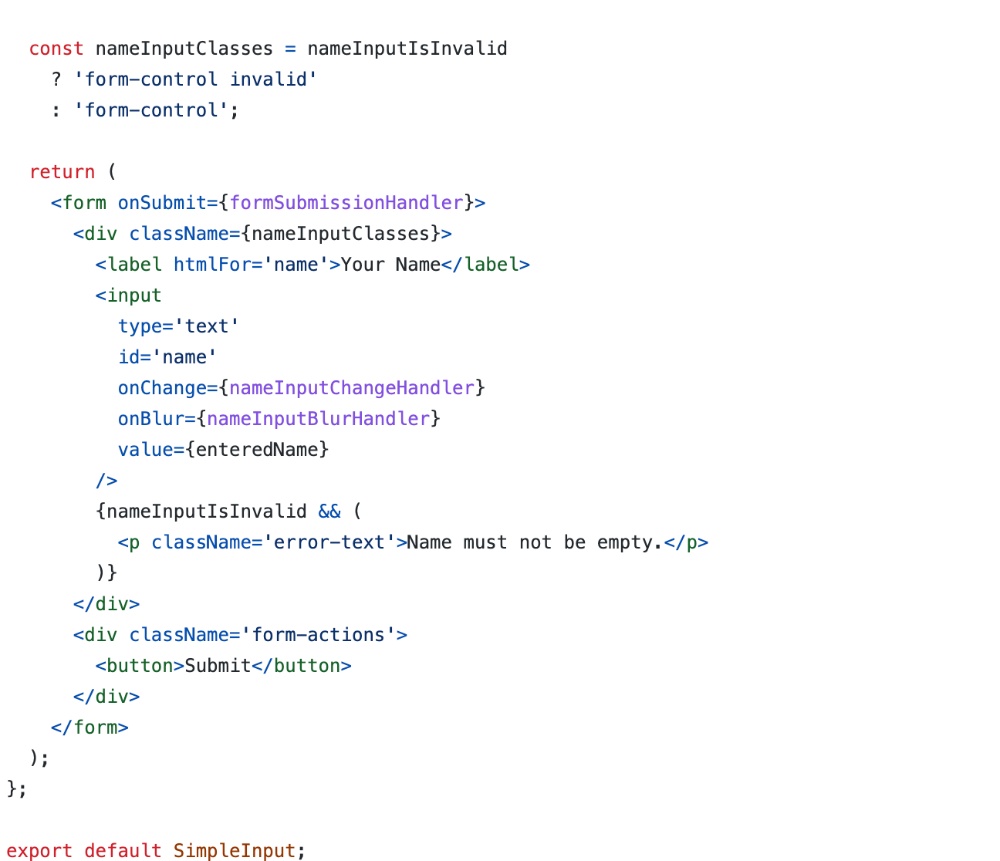 const nameInputClasses = nameInputIsInvalid
? 'form-control invalid'
: 'form-control';
return (
<form onSubmit={formSubmissionHandler}>
<div className={nameInputClasses}>
<label htmlFor='name'>Your Name</label>
<input
type='text'
id='name'
onChange={nameInputChangeHandler}
onBlur={nameInputBlurHandler}
value={enteredName}
/>
{nameInputIsInvalid && (
<p className='error-text'>Name must not be empty.</p>
)}
</div>
<div className='form-actions'>
<button>Submit</button>
</div>
</form>
);
};
export default SimpleInput;